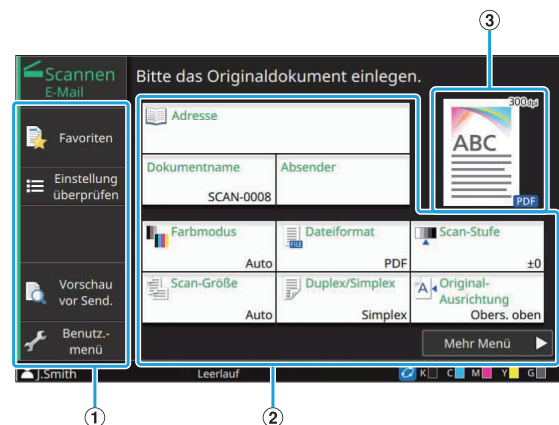 ③
Scannen
E-Mail
Bitte das Originaldokument einlegen.
Favoriten
Einstellung
überprüfen
Vorschau
vor Send.
Benutz.-
menü
Adresse
Dokumentname
SCAN-0008
Absender
300dpi
ABC
PDF
Farbmodus
Auto
Dateiformat
FILE
PDF
Scan-Stufe
±0
Scan-Größe
Auto
Duplex/Simplex
Simplex
A
Original-
Ausrichtung
Obers. oben
Mehr Menü
J.Smith
Leerlauf
K C M Y G
① ②